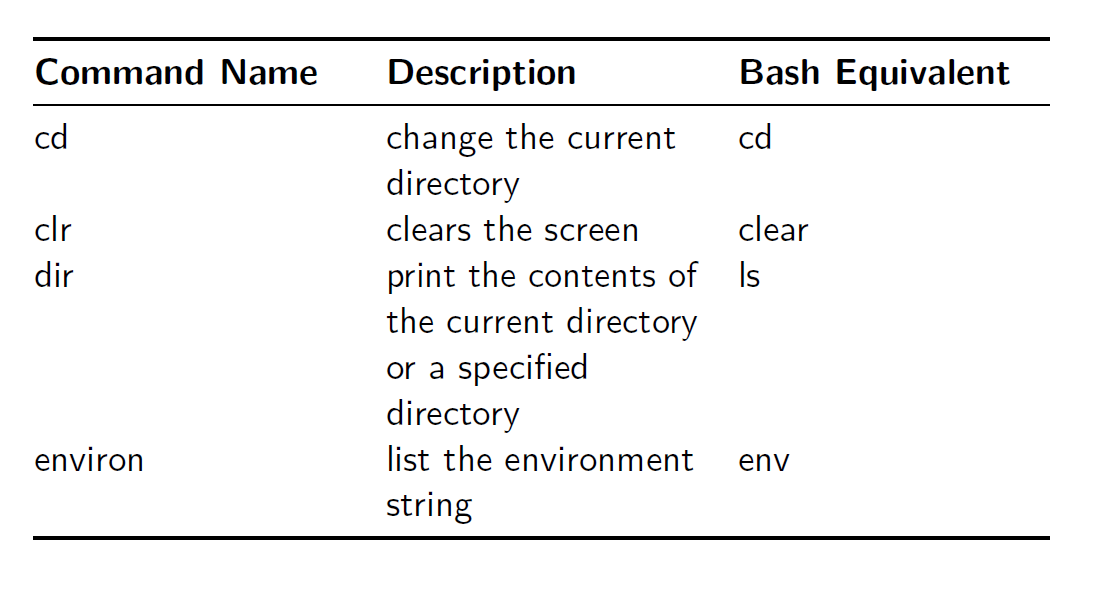 Command Name Description Bash Equivalent
cd change the current cd
directory
clr clears the screen clear
dir print the contents of ls
the current directory
or a specified
directory
environ list the environment env
string